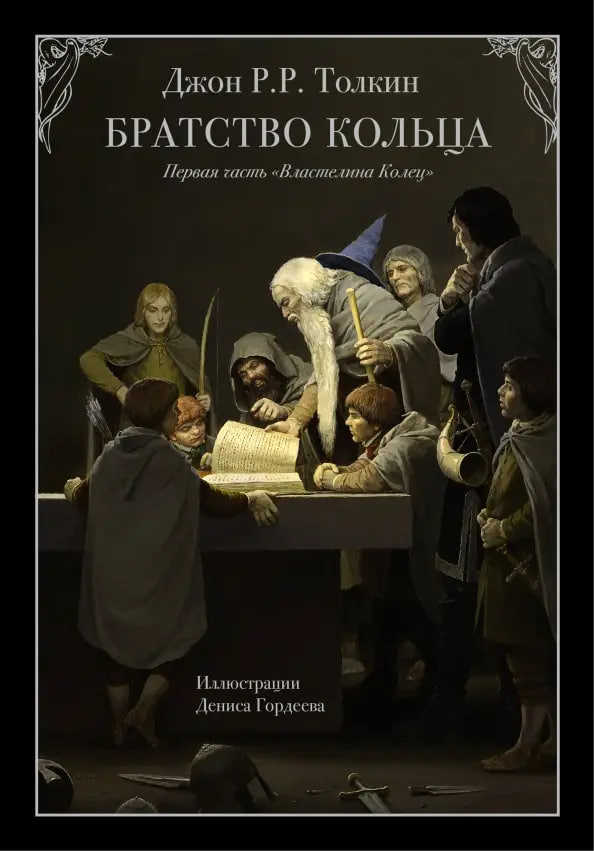 Джон Р.Р. Толкин
БРАТСТВО КОЛЬЦА
Первая часть «Властелина Колец»
Иллюстрации
Дениса Гордеева